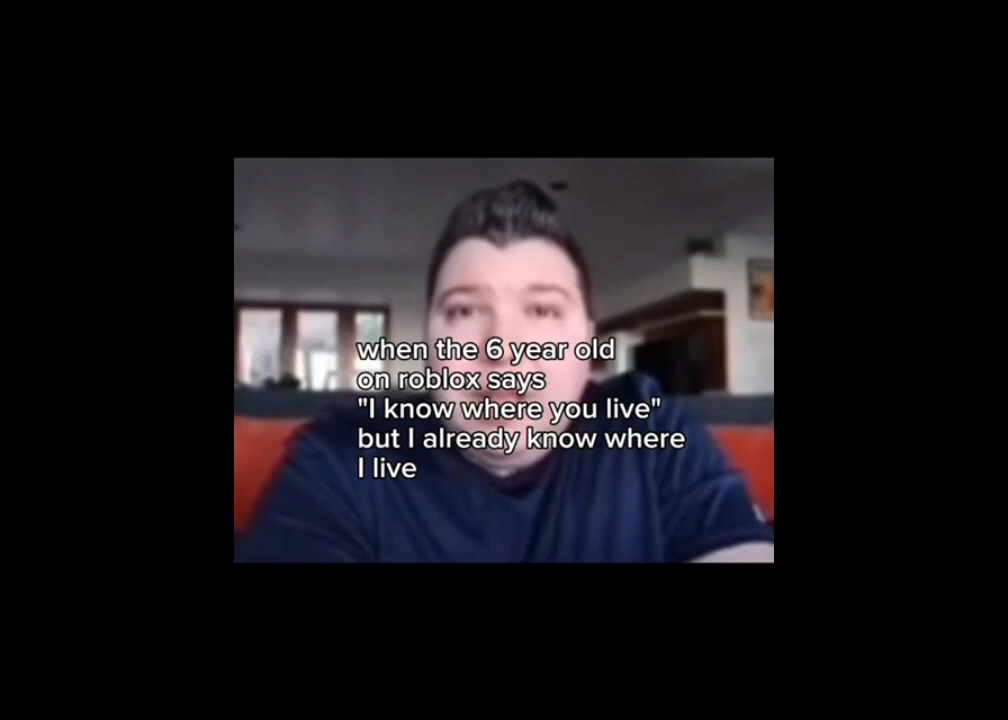 when the 6 year old
on roblox says
"I know where you live"
but I already know where
I live